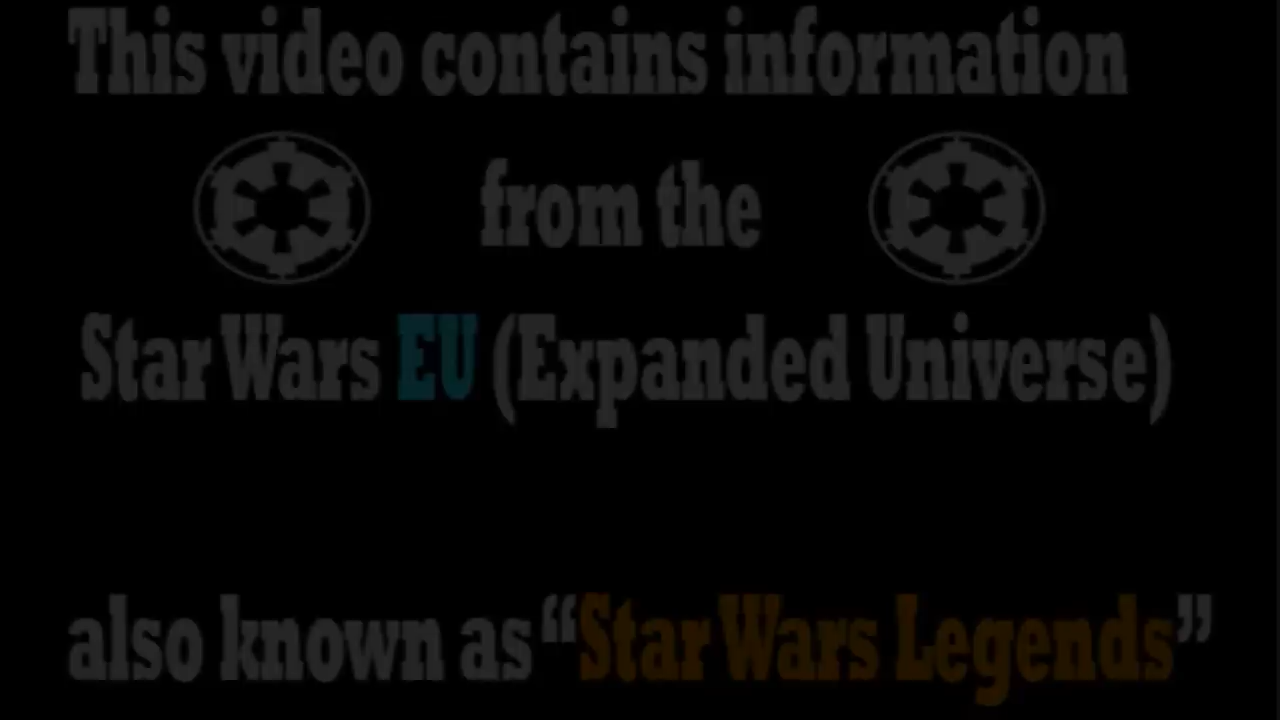 This video contains information
from the
Star Wars EU (Expanded Universe)
also known as “Star Wars Legends”